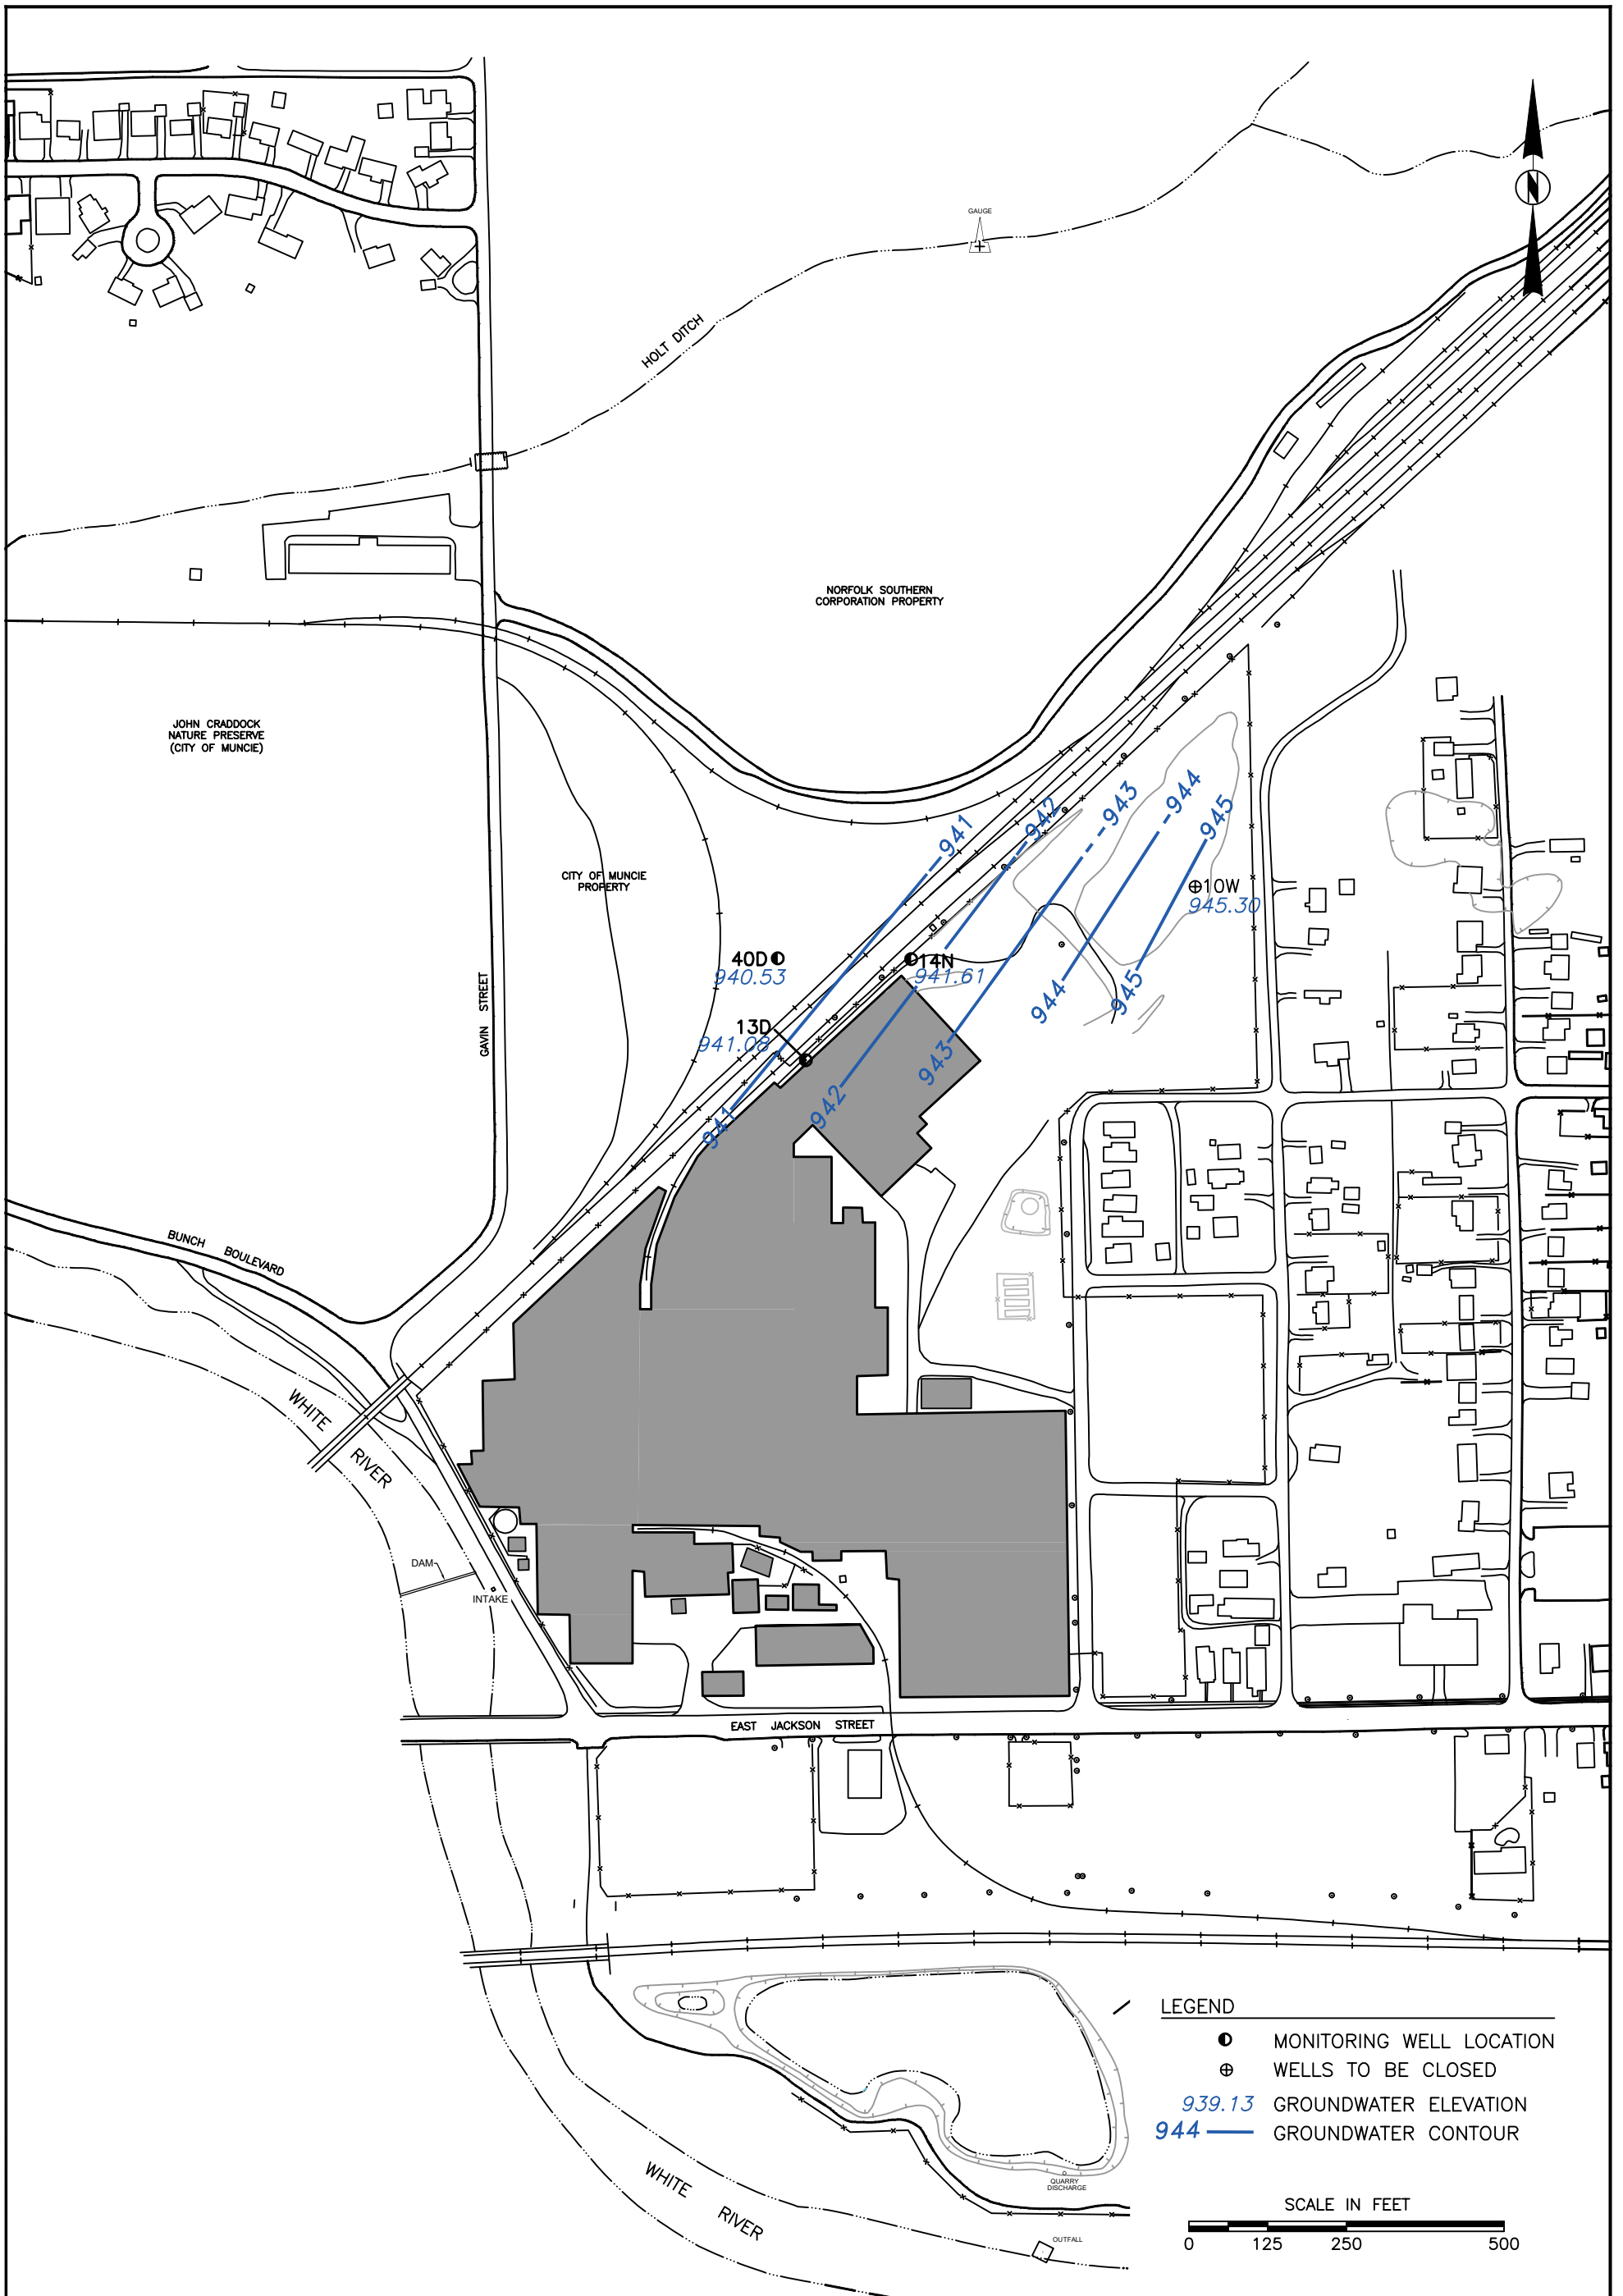 GAUGE
N
HOLT DITCH
NORFOLK SOUTHERN
CORPORATION PROPERTY
JOHN CRADDOCK
NATURE PRESERVE
(CITY OF MUNCIE)
941
942
943
944
945
CITY OF MUNCIE
PROPERTY
10W
945.30
40D
940.53
14N
941.61
GAVIN STREET
13D
941.08
944
945
943
942
941
BUNCH BOULEVARD
WHITE RIVER
DAM
INTAKE
EAST JACKSON STREET
LEGEND
MONITORING WELL LOCATION
WELLS TO BE CLOSED
939.13 GROUNDWATER ELEVATION
944 GROUNDWATER CONTOUR
QUARRY
DISCHARGE
WHITE RIVER
OUTFALL
SCALE IN FEET
0 125 250 500